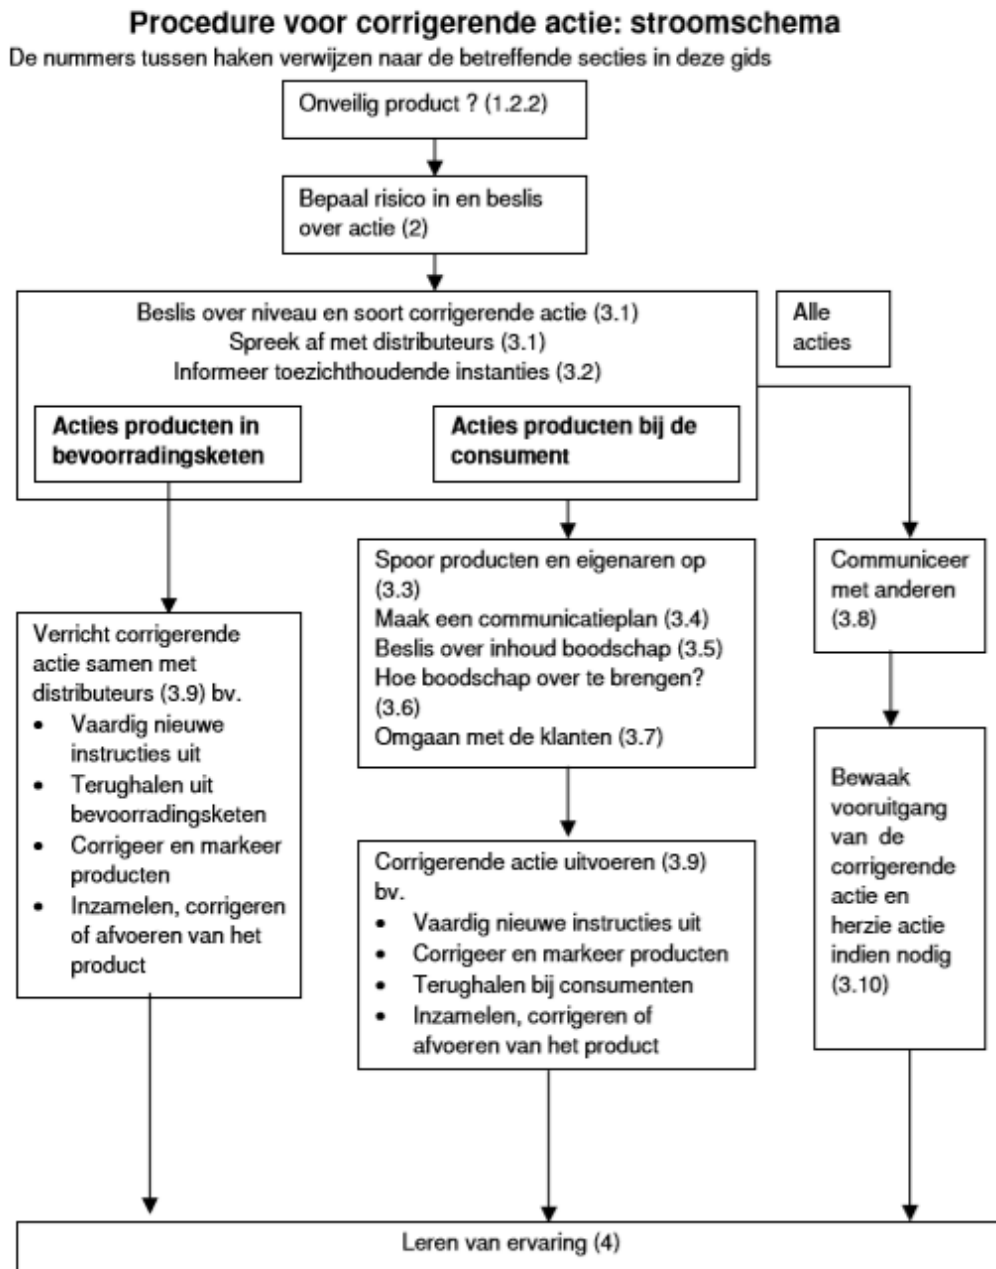 Procedure voor corrigerende actie: stroomschema
De nummers tussen haken verwijzen naar de betreffende secties in deze gids
Onveilig product ? (1.2.2)
Bepaal risico in en beslis
over actie (2)
Beslis over niveau en soort corrigerende actie (3.1)
Spreek af met distributeurs (3.1)
Informeer toezichthoudende instanties (3.2)
Alle
acties
Acties producten in
bevoorradingsketen
Acties producten bij de
consument
Verricht corrigerende
actie samen met
distributeurs (3.9) bv.
• Vaardig nieuwe
instructies uit
• Terughalen uit
bevoorradingsketen
• Corrigeer en markeer
producten
• Inzamelen, corrigeren
of afvoeren van het
product
Spoor producten en eigenaren op
(3.3)
Maak een communicatieplan (3.4)
Beslis over inhoud boodschap (3.5)
Hoe boodschap over te brengen?
(3.6)
Omgaan met de klanten (3.7)
Corrigerende actie uitvoeren (3.9)
bv.
• Vaardig nieuwe instructies uit
• Corrigeer en markeer producten
• Terughalen bij consumenten
• Inzamelen, corrigeren of
afvoeren van het product
Communiceer
met anderen
(3.8)
Bewaak
vooruitgang
van de
corrigerende
actie en
herzie actie
indien nodig
(3.10)
Leren van ervaring (4)